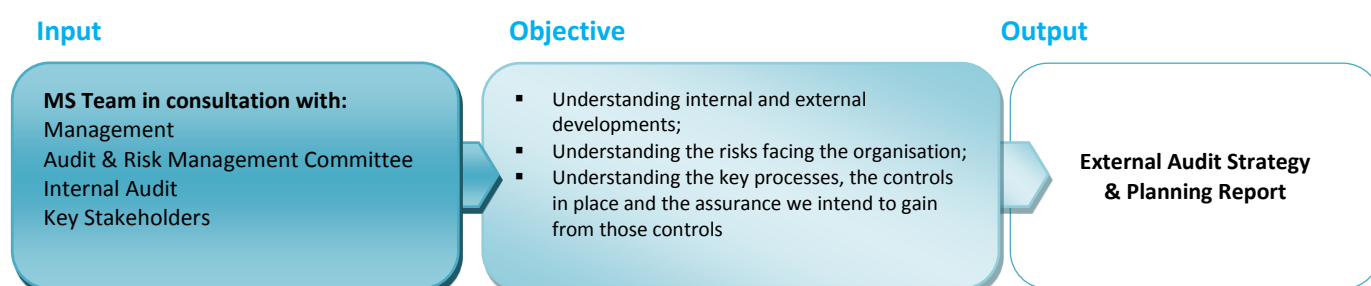 Input
Objective
Output
MS Team in consultation with:
Management
Audit & Risk Management Committee
Internal Audit
Key Stakeholders
▪ Understanding internal and external
developments;
▪ Understanding the risks facing the organisation;
▪ Understanding the key processes, the controls
in place and the assurance we intend to gain
from those controls
External Audit Strategy
& Planning Report